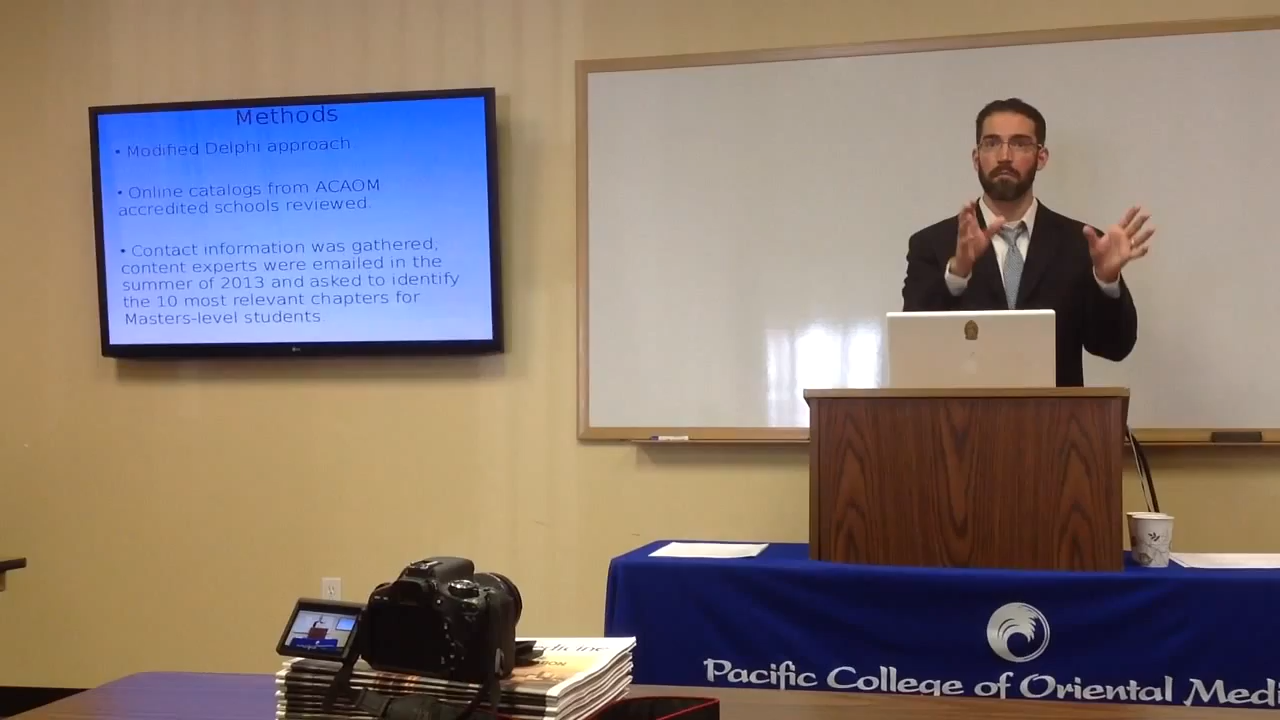 Methods
• Modified Delphi approach
• Online catalogs from ACAOM
accredited schools reviewed.
• Contact information was gathered,
content experts were emailed in the
summer of 2013 and asked to identify
the 10 most relevant chapters for
Masters-level students
Pacific College of Oriental Medi